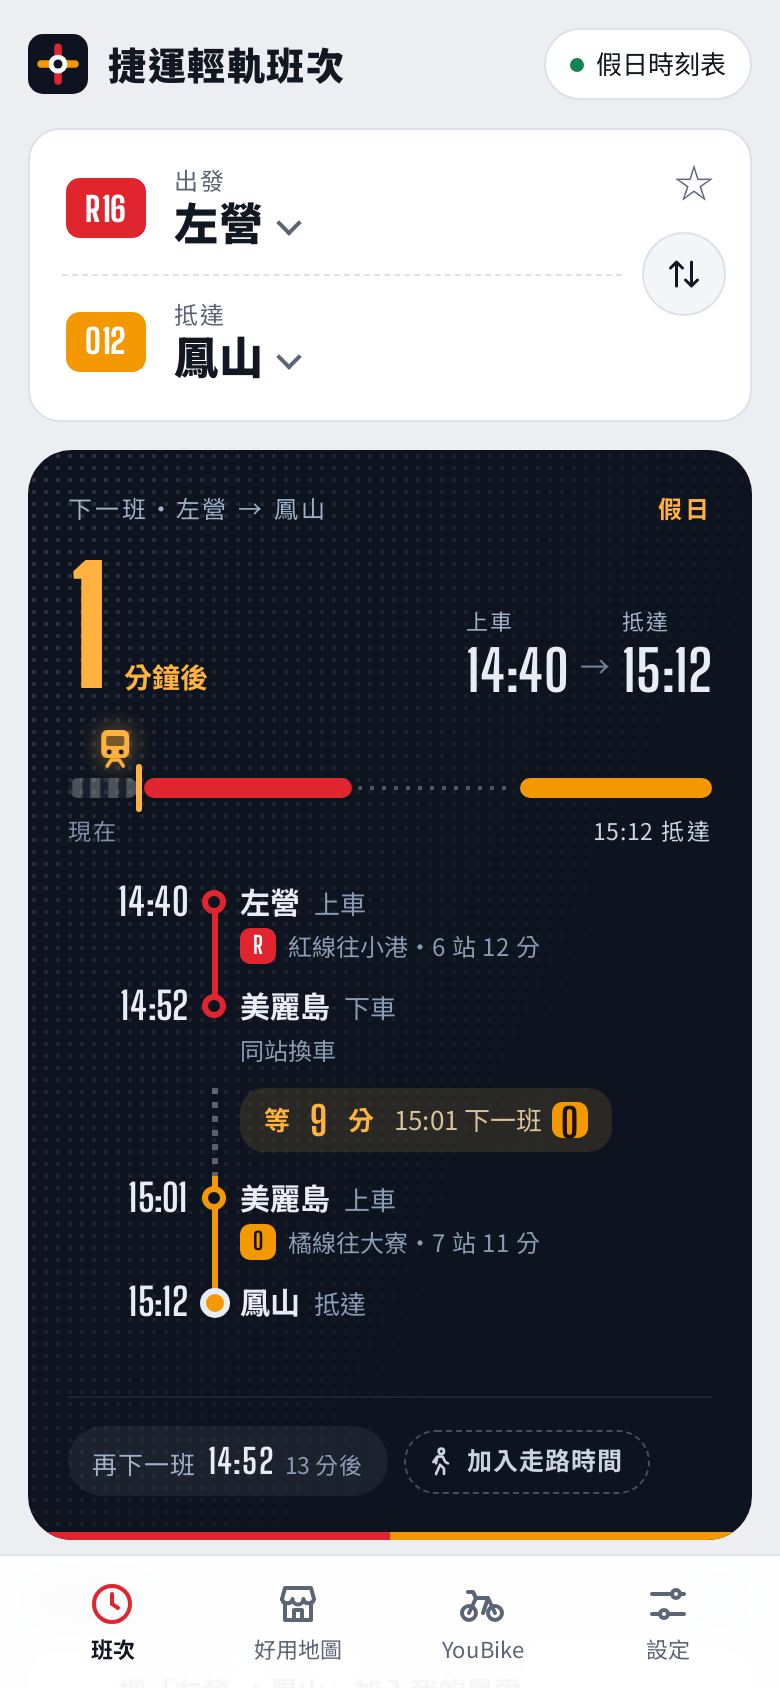 捷運輕軌班次
假日時刻表
R16
出發
左營
O12
抵達
鳳山
下一班・左營 → 鳳山
假日
1 分鐘後
上車
14:40 → 
抵達
15:12
現在
15:12 抵達
14:40 左營 上車
R 紅線往小港・6 站 12 分
14:52 美麗島 下車
同站換車
等 9 分 15:01 下一班 O
15:01 美麗島 上車
O 橘線往大寮・7 站 11 分
15:12 鳳山 抵達
再下一班 14:52 13 分後
加入走路時間
班次
好用地圖
YouBike
設定